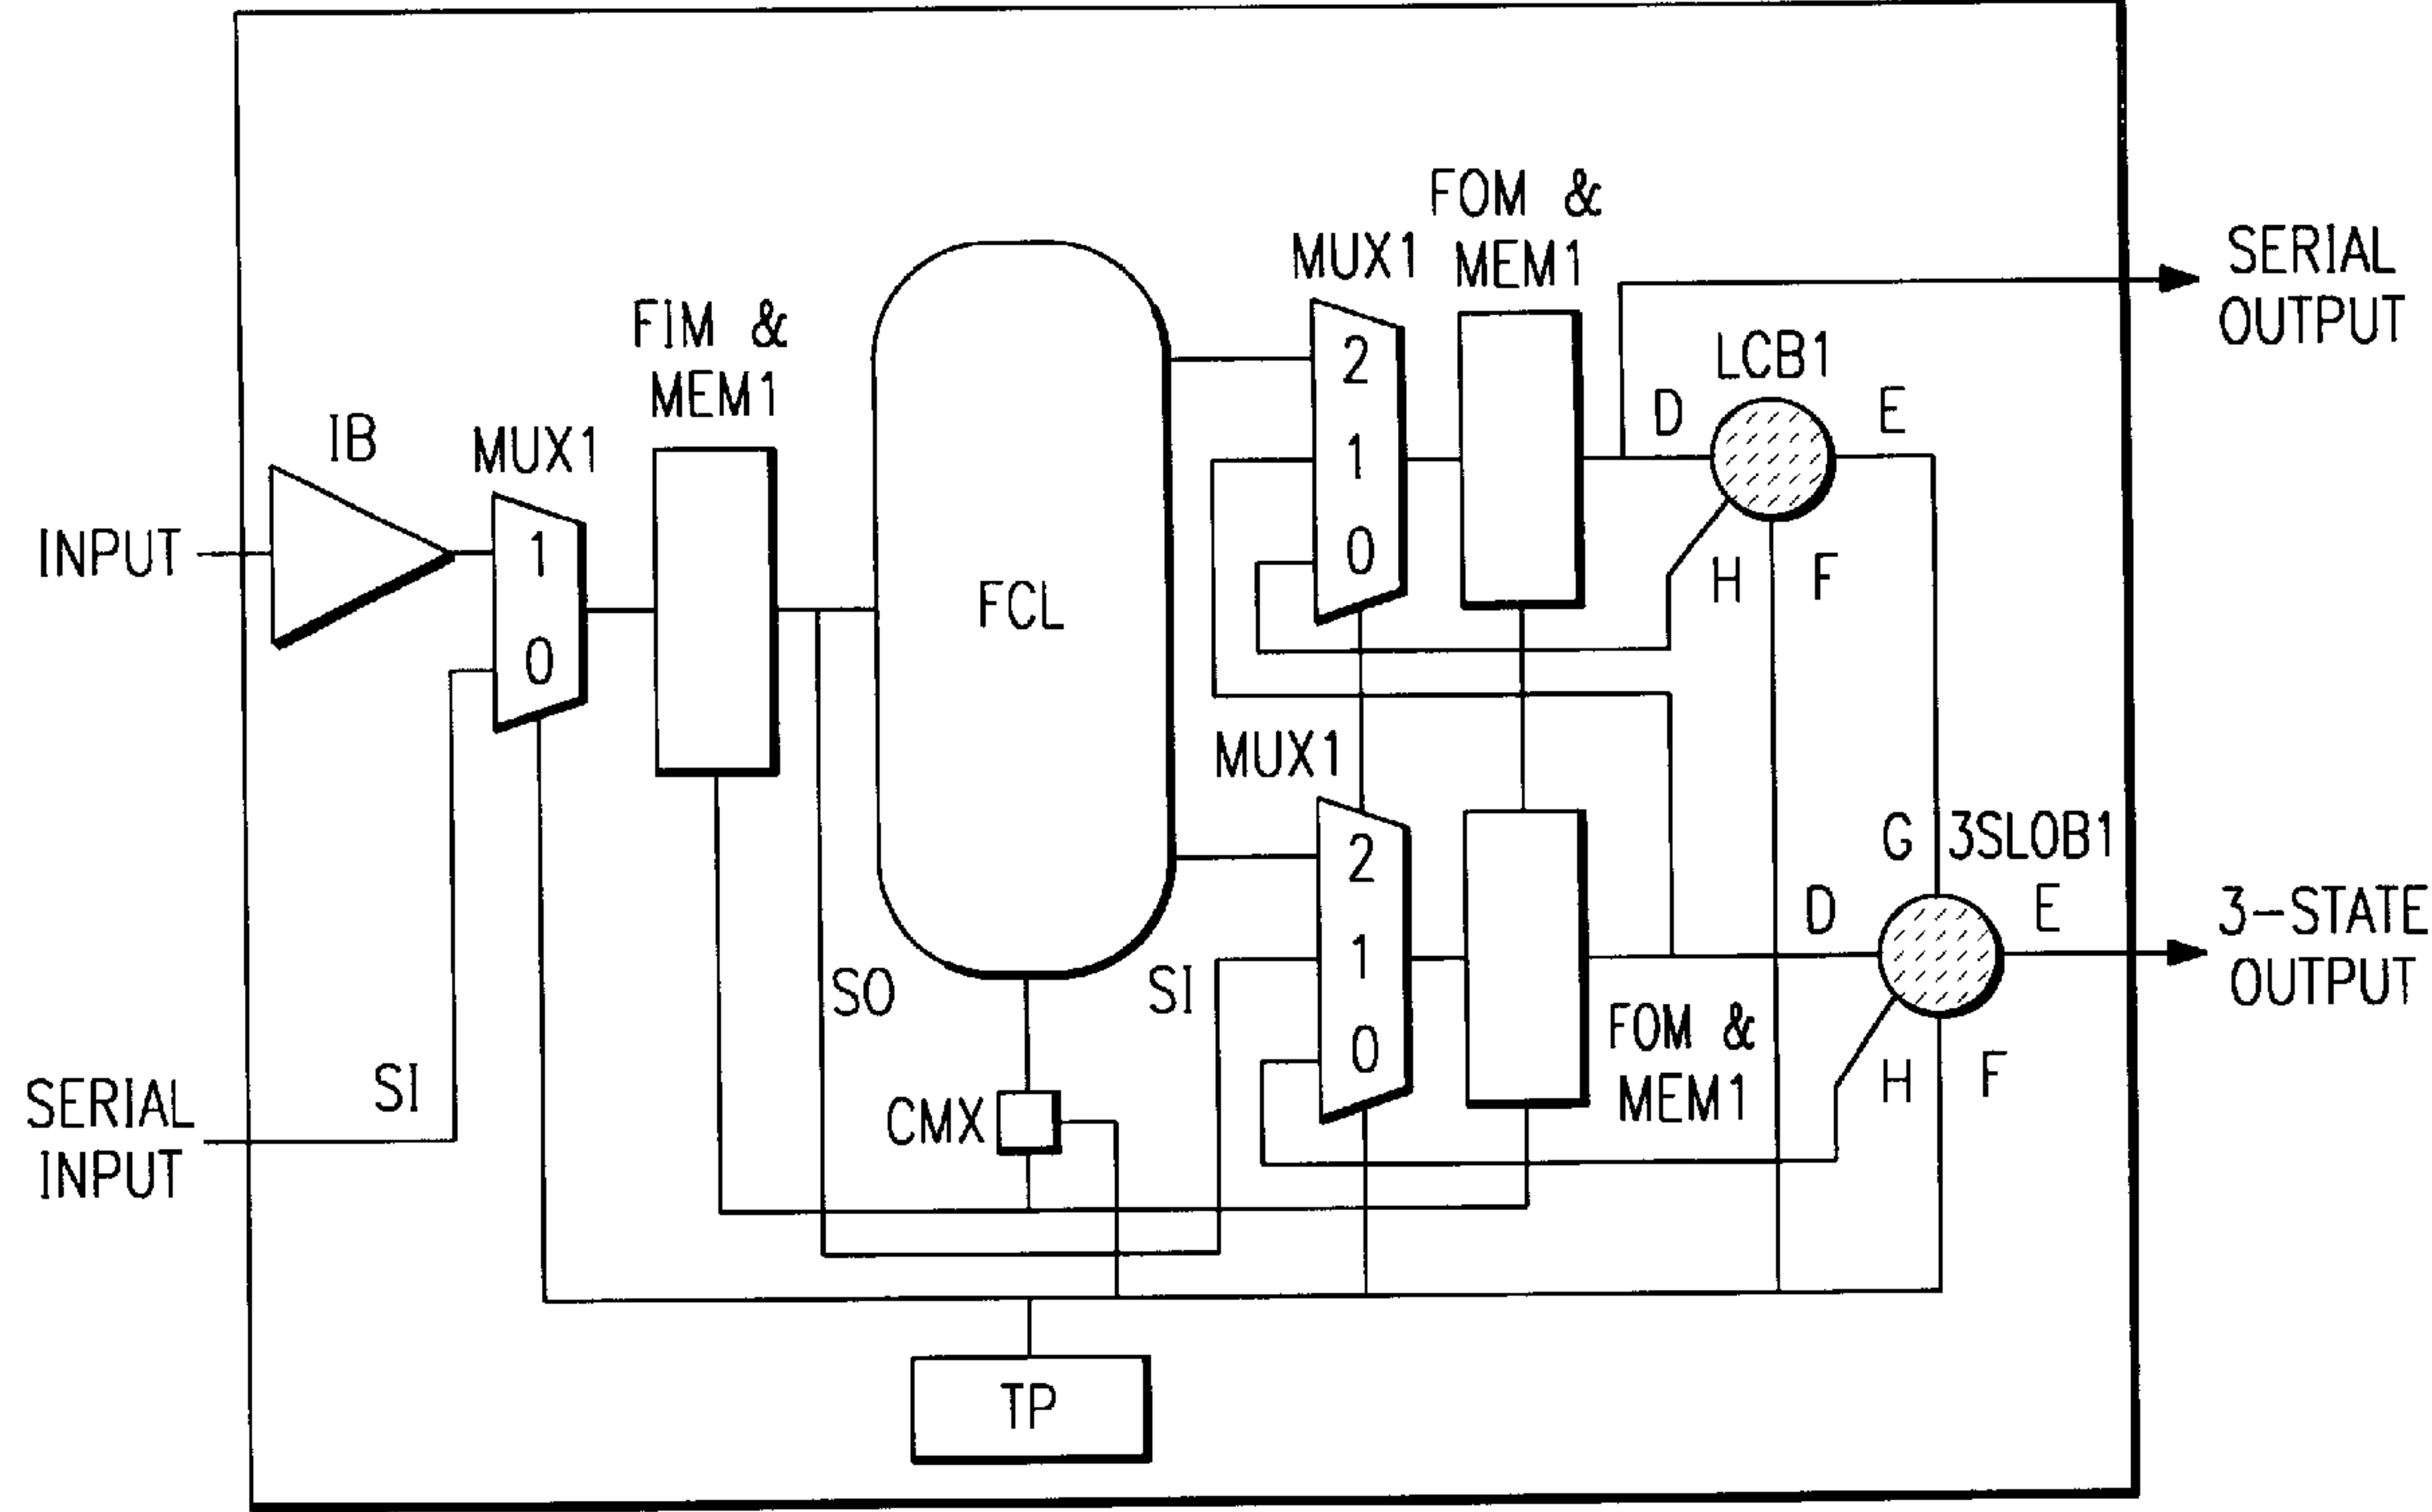 FOM &
MEM1
MUX1
SERIAL
OUTPUT
FIM &
MEM1
LCB1
D
E
2
1
0
IB
MUX1
INPUT
1
0
FCL
H
F
MUX1
G
3SLOB1
2
1
0
D
E
3-STATE
OUTPUT
SO
SI
FOM &
MEM1
H
F
SI
SERIAL
INPUT
CMX
TP